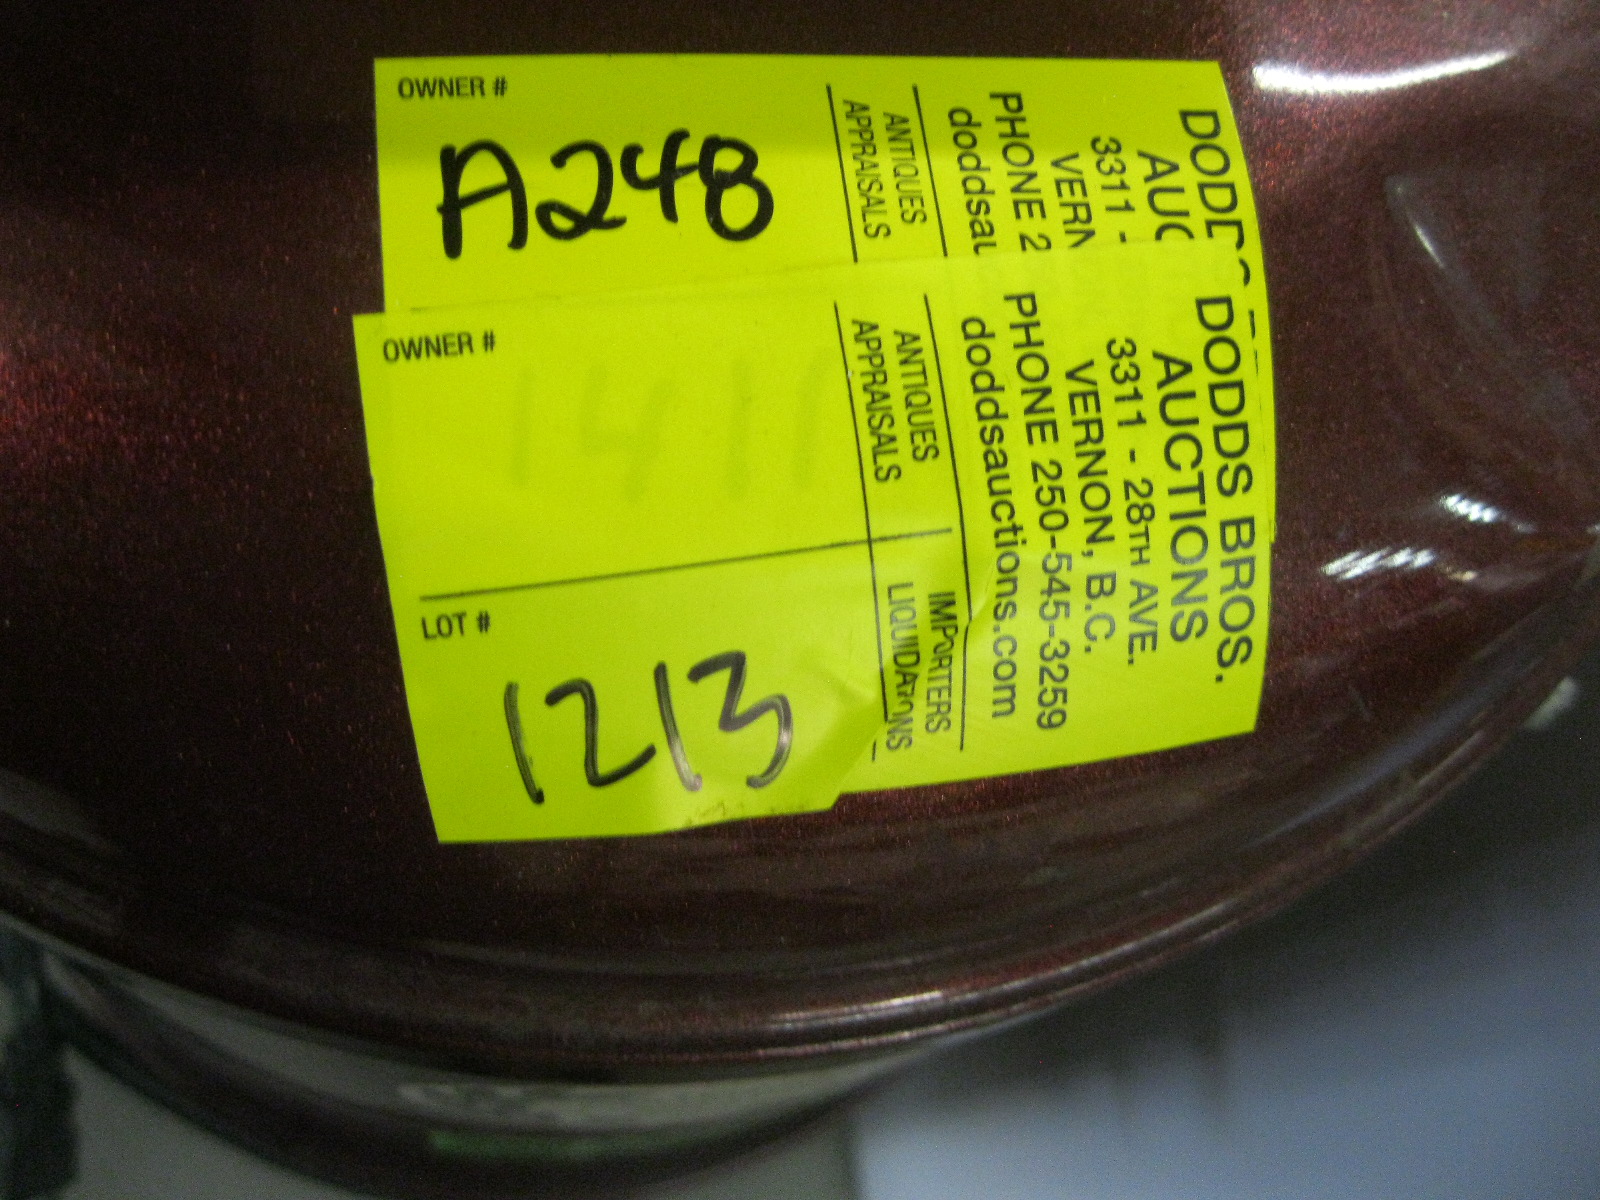 OWNER #
A248
ANTIQUES
APPRAISALS
DODD
AUC
3311 -
VERN
PHONE 2
doddsau
OWNER #
1411
LOT #
1213
ANTIQUES IMPORTERS
APPRAISALS LIQUIDATIONS
DODDS BROS.
AUCTIONS
3311 - 28TH AVE.
VERNON, B.C.
PHONE 250-545-3259
doddsauctions.com